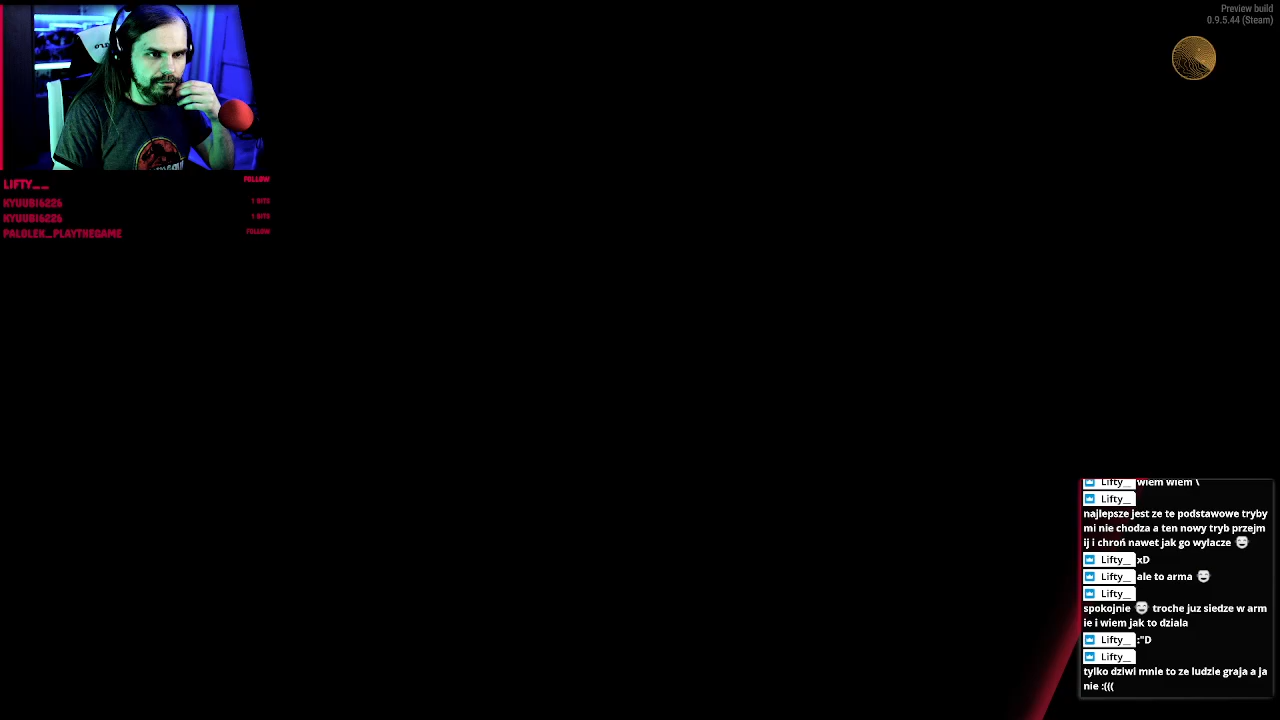 Preview build
0.9.5.44 (Steam)
LIFTY__ FOLLOW
KYUUBI6226 1 BITS
KYUUBI6226 1 BITS
PALOLEK_PLAYTHEGAME FOLLOW
Lifty__ wiem wiem \
Lifty__
najlepsze jest ze te podstawowe tryby
mi nie chodza a ten nowy tryb przejm
ij i chroń nawet jak go wylacze
Lifty__ xD
Lifty__ ale to arma
Lifty__
spokojnie troche juz siedze w arm
ie i wiem jak to dziala
Lifty__ :"D
Lifty__
tylko dziwi mnie to ze ludzie graja a ja
nie :(((